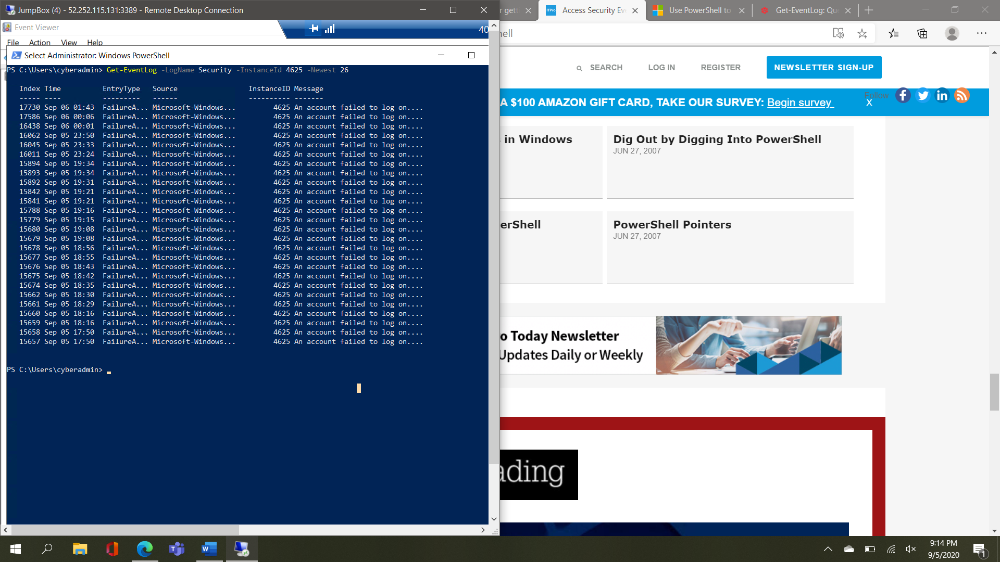 JumpBox (4) - 52.252.115.131:3389 - Remote Desktop Connection
Event Viewer
40
File Action View Help
Select Administrator: Windows PowerShell
PS C:\Users\cyberadmin> Get-EventLog -LogName Security -InstanceId 4625 -Newest 26
Index Time EntryType Source InstanceID Message
----- ---- --------- ------ ---------- -------
17730 Sep 06 01:43 FailureA... Microsoft-Windows... 4625 An account failed to log on....
17586 Sep 06 00:06 FailureA... Microsoft-Windows... 4625 An account failed to log on....
16438 Sep 06 00:01 FailureA... Microsoft-Windows... 4625 An account failed to log on....
16062 Sep 05 23:50 FailureA... Microsoft-Windows... 4625 An account failed to log on....
16045 Sep 05 23:33 FailureA... Microsoft-Windows... 4625 An account failed to log on....
16011 Sep 05 23:24 FailureA... Microsoft-Windows... 4625 An account failed to log on....
15894 Sep 05 19:34 FailureA... Microsoft-Windows... 4625 An account failed to log on....
15893 Sep 05 19:34 FailureA... Microsoft-Windows... 4625 An account failed to log on....
15892 Sep 05 19:31 FailureA... Microsoft-Windows... 4625 An account failed to log on....
15842 Sep 05 19:21 FailureA... Microsoft-Windows... 4625 An account failed to log on....
15841 Sep 05 19:21 FailureA... Microsoft-Windows... 4625 An account failed to log on....
15788 Sep 05 19:16 FailureA... Microsoft-Windows... 4625 An account failed to log on....
15779 Sep 05 19:15 FailureA... Microsoft-Windows... 4625 An account failed to log on....
15680 Sep 05 19:08 FailureA... Microsoft-Windows... 4625 An account failed to log on....
15679 Sep 05 19:08 FailureA... Microsoft-Windows... 4625 An account failed to log on....
15678 Sep 05 18:56 FailureA... Microsoft-Windows... 4625 An account failed to log on....
15677 Sep 05 18:55 FailureA... Microsoft-Windows... 4625 An account failed to log on....
15676 Sep 05 18:43 FailureA... Microsoft-Windows... 4625 An account failed to log on....
15675 Sep 05 18:42 FailureA... Microsoft-Windows... 4625 An account failed to log on....
15674 Sep 05 18:35 FailureA... Microsoft-Windows... 4625 An account failed to log on....
15662 Sep 05 18:30 FailureA... Microsoft-Windows... 4625 An account failed to log on....
15661 Sep 05 18:29 FailureA... Microsoft-Windows... 4625 An account failed to log on....
15660 Sep 05 18:16 FailureA... Microsoft-Windows... 4625 An account failed to log on....
15659 Sep 05 18:16 FailureA... Microsoft-Windows... 4625 An account failed to log on....
15658 Sep 05 17:50 FailureA... Microsoft-Windows... 4625 An account failed to log on....
15657 Sep 05 17:50 FailureA... Microsoft-Windows... 4625 An account failed to log on....
PS C:\Users\cyberadmin>
r gett
ITPro Access Security Ev
Use PowerShell to
Get-EventLog: Qu
ell
SEARCH LOG IN REGISTER NEWSLETTER SIGN-UP
A $100 AMAZON GIFT CARD, TAKE OUR SURVEY: Begin survey
Follow
X
in Windows
Dig Out by Digging Into PowerShell
JUN 27, 2007
erShell
PowerShell Pointers
JUN 27, 2007
o Today Newsletter
Updates Daily or Weekly
ading
9:14 PM
9/5/2020
1